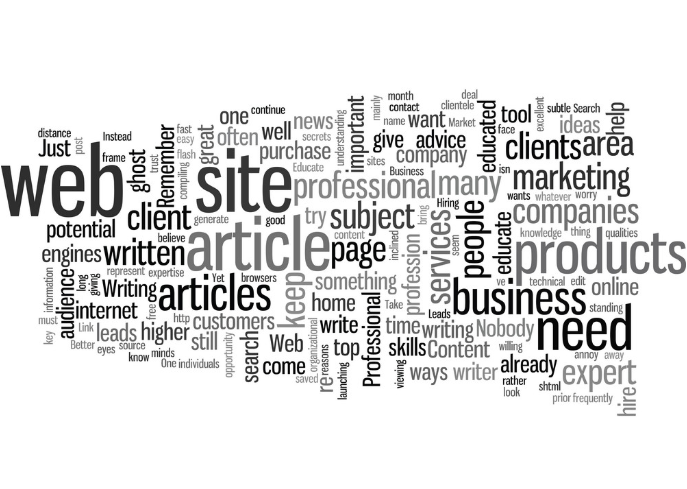 web
site
article
products
need
business
articles
professional
many
written
client
page
subject
services
people
marketing
clients
area
companies
expert
keep
Writing
audience
internet
engines
potential
Just
distance
post
Instead
frame
ghost
trust
Remember
fast
easy
flash
compiling
great
one
continue
often
well
news
secrets
purchase
Educate
understanding
important
mainly
month
contact
name
want
Market
clientele
deal
give
advice
company
sites
Business
educated
tool
face
isn
excellent
subtle
Search
ideas
help
wants
whatever
worry
knowledge
thing
qualities
educate
Hiring
bring
seem
profession
inclined
try
content
good
generate
believe
information
long
giving
represent
expertise
Yet
browsers
something
home
Take
Leads
ve
technical
edit
online
standing
must
key
Link
Better
leads
eyes
source
higher
know
minds
free
http
customers
still
One
individuals
opportunity
search
Web
come
saved
organizational
re
reasons
launching
write
top
Professional
time
skills
viewing
writing
Content
ways
writer
Nobody
willing
already
rather
look
shtml
annoy
away
prior
frequently
hire